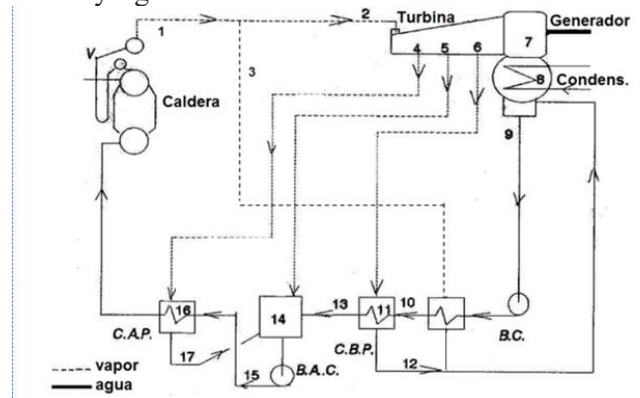 1
2
Turbina
Generador
7
V
3
4 5 6
8 Condens.
Caldera
9
16
14
13
11
10
B.C.
C.A.P.
17
15
B.A.C.
C.B.P.
12
vapor
agua